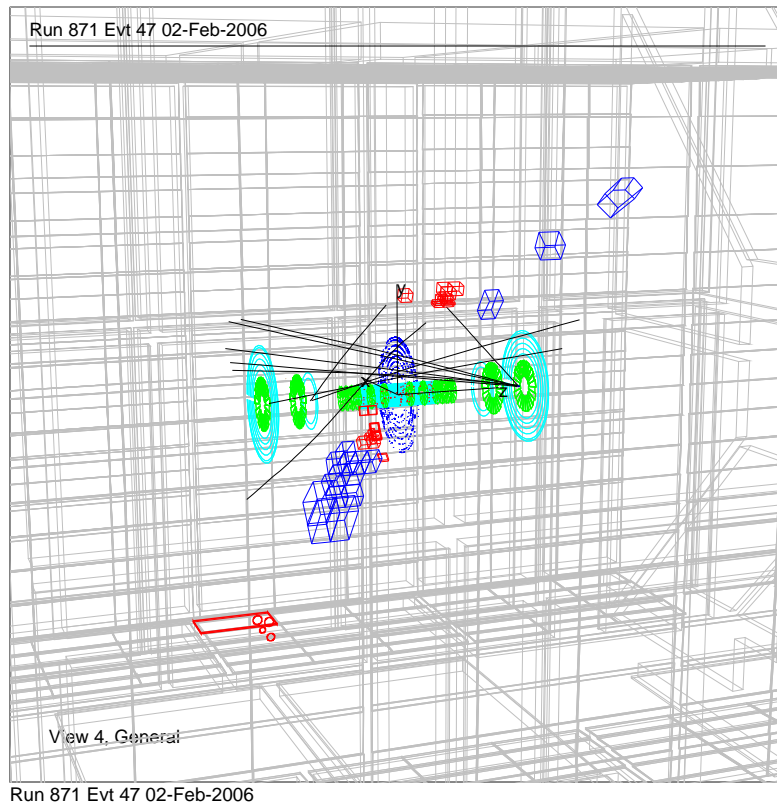 Run 871 Evt 47 02-Feb-2006
y
x
z
View 4, General
Run 871 Evt 47 02-Feb-2006